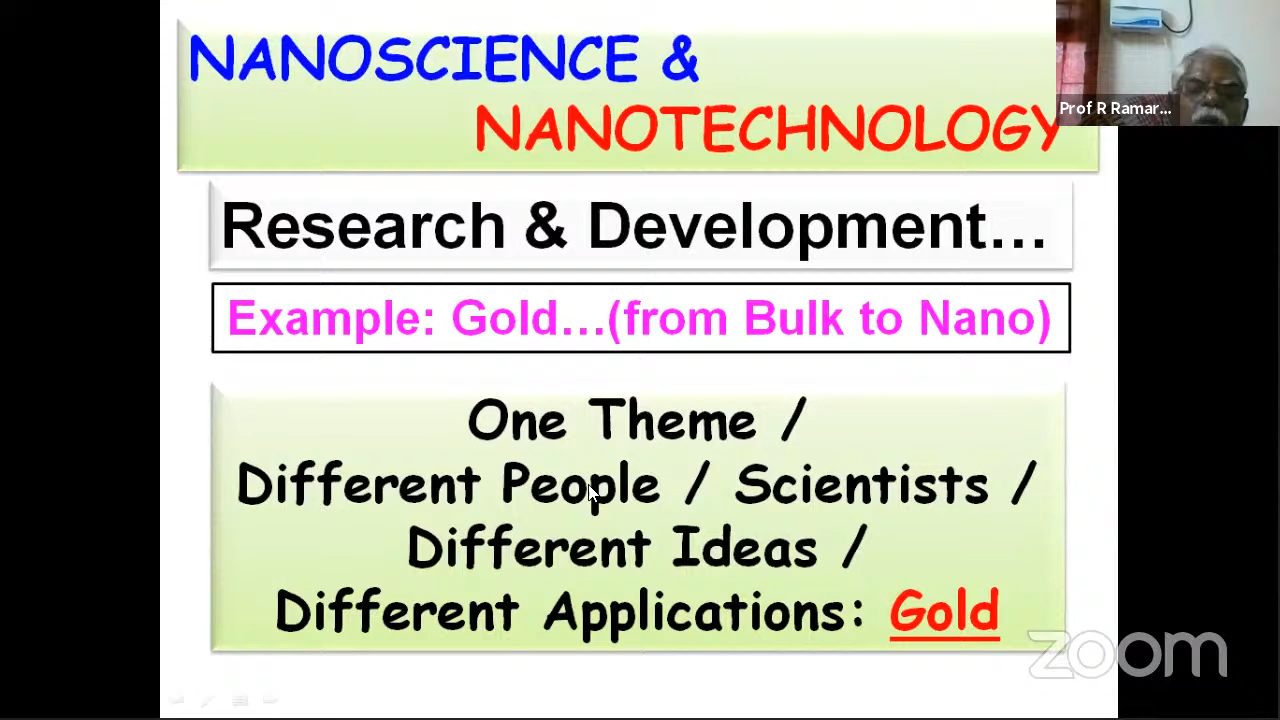 NANOSCIENCE &
NANOTECHNOLOGY
Prof R Ramar...
Research & Development...
Example: Gold...(from Bulk to Nano)
One Theme /
Different People / Scientists /
Different Ideas /
Different Applications: Gold
zoom